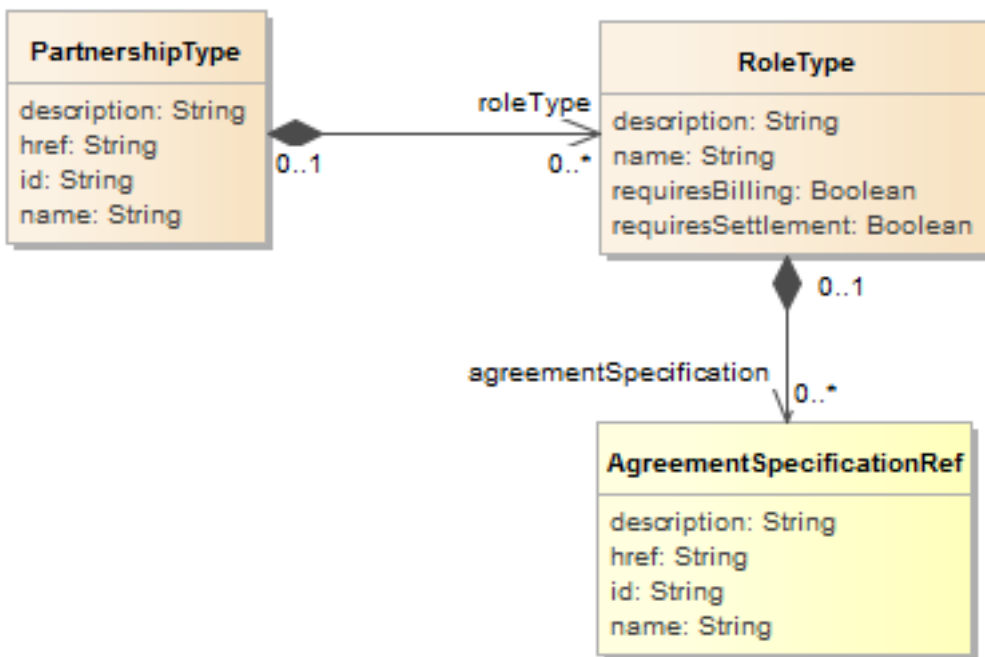 PartnershipType
description: String
href: String
id: String
name: String
roleType
0..1
0..*
RoleType
description: String
name: String
requiresBilling: Boolean
requiresSettlement: Boolean
0..1
agreementSpecification
0..*
AgreementSpecificationRef
description: String
href: String
id: String
name: String